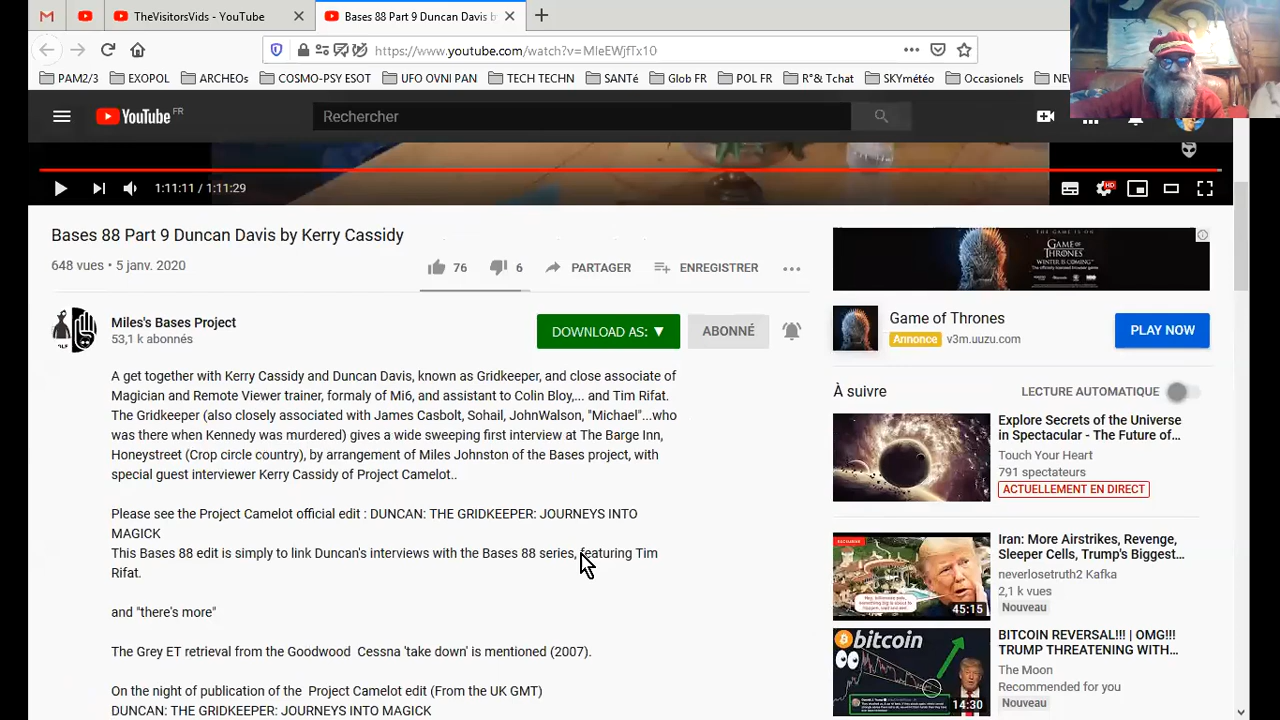 TheVisitorsVids - YouTube
Bases 88 Part 9 Duncan Davis b
https://www.youtube.com/watch?v=MIeEWjfTx10
PAM2/3 EXOPOL ARCHEOs COSMO-PSY ESOT UFO OVNI PAN TECH TECHN SANTé Glob FR POL FR R°& Tchat SKYmétéo Occasionels NEW
YouTube FR
Rechercher
1:11:11 / 1:11:29
HD
Bases 88 Part 9 Duncan Davis by Kerry Cassidy
648 vues • 5 janv. 2020
76 6 PARTAGER ENREGISTRER
Miles's Bases Project
53,1 k abonnés
DOWNLOAD AS: ▼
ABONNÉ
A get together with Kerry Cassidy and Duncan Davis, known as Gridkeeper, and close associate of
Magician and Remote Viewer trainer, formerl Mi6, and assistant to Colin Bloy,... and Tim Rifat.
The Gridkeeper (also closely associated with James Casbolt, Sohail, JohnWalson, "Michael"...who
was there when Kennedy was murdered) gives a wide sweeping first interview at The Barge Inn,
Honeystreet (Crop circle country), by arrangement of Miles Johnston of the Bases project, with
special guest interviewer Kerry Cassidy of Project Camelot..
Please see the Project Camelot official edit : DUNCAN: THE GRIDKEEPER: JOURNEYS INTO
MAGICK
This Bases 88 edit is simply to link Duncan's interviews with the Bases 88 series, featuring Tim
Rifat.
and "there's more"
The Grey ET retrieval from the Goodwood Cessna 'take down' is mentioned (2007).
On the night of publication of the Project Camelot edit (From the UK GMT)
GAME OF
THRONES
WINTER IS COMING
Game of Thrones
Annonce v3m.uuzu.com
PLAY NOW
À suivre
LECTURE AUTOMATIQUE
Explore Secrets of the Universe
in Spectacular - The Future of...
Touch Your Heart
791 spectateurs
ACTUELLEMENT EN DIRECT
Iran: More Airstrikes, Revenge,
Sleeper Cells, Trump's Biggest...
neverlosetruth2 Kafka
2,1 k vues
Nouveau
45:15
BITCOIN REVERSAL!!! | OMG!!!
TRUMP THREATENING WITH...
The Moon
Recommended for you
Nouveau
bitcoin
14:30